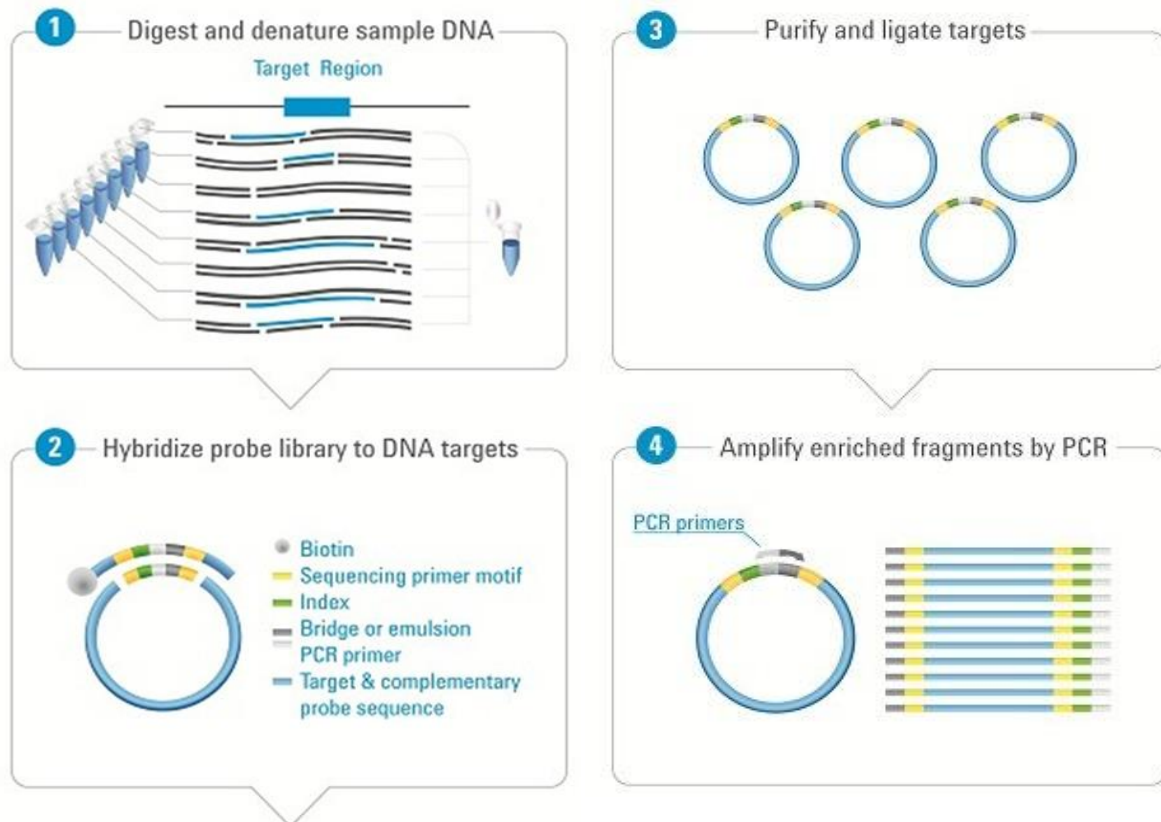 1 Digest and denature sample DNA
Target Region
2 Hybridize probe library to DNA targets
Biotin
Sequencing primer motif
Index
Bridge or emulsion
PCR primer
Target & complementary
probe sequence
3 Purify and ligate targets
4 Amplify enriched fragments by PCR
PCR primers